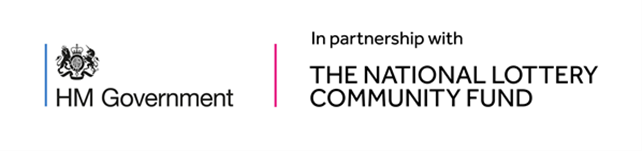 HM Government
In partnership with
THE NATIONAL LOTTERY
COMMUNITY FUND